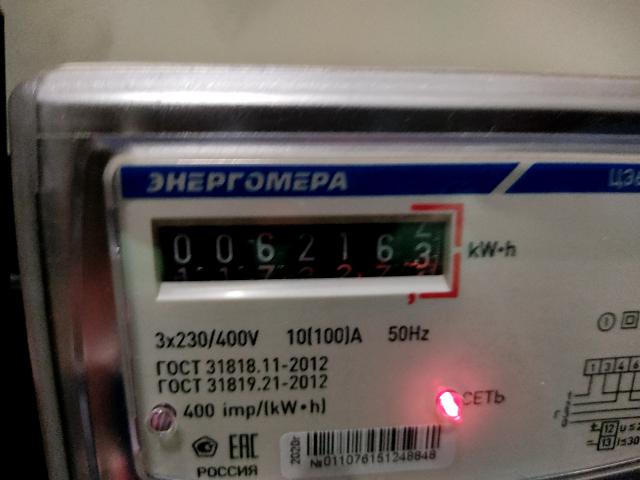 ЭНЕРГОМЕРА
0062163
kW•h
3x230/400V 10(100)A 50Hz
ГОСТ 31818.11-2012
ГОСТ 31819.21-2012
400 imp/(kW•h)
СЕТЬ
ЕАС
РОССИЯ
2020г
№011076151248848